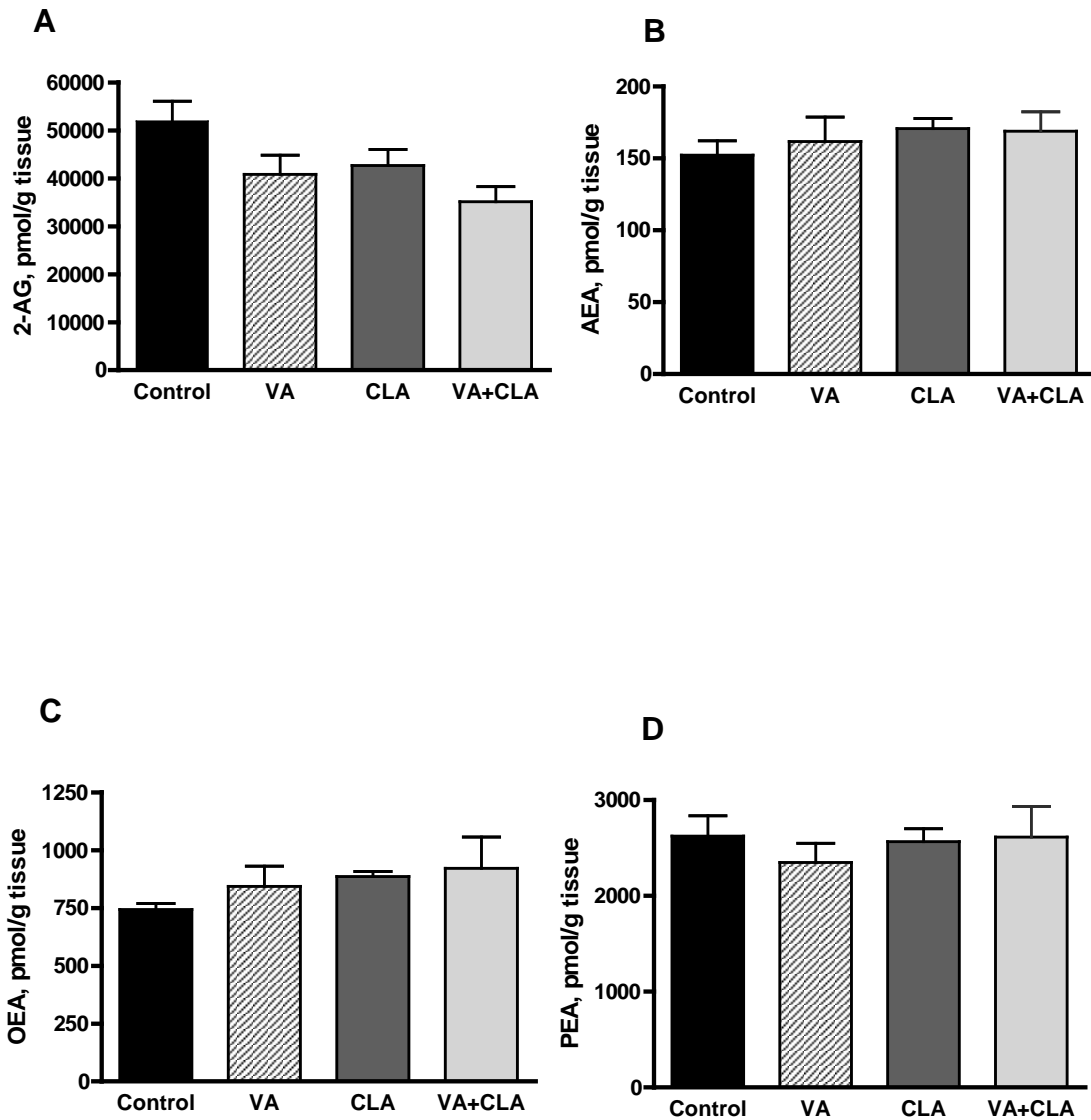 A
2-AG, pmol/g tissue
60000
50000
40000
30000
20000
10000
0
Control VA CLA VA+CLA
B
AEA, pmol/g tissue
200
150
100
50
0
Control VA CLA VA+CLA
C
OEA, pmol/g tissue
1250
1000
750
500
250
0
Control VA CLA VA+CLA
D
PEA, pmol/g tissue
3000
2000
1000
0
Control VA CLA VA+CLA